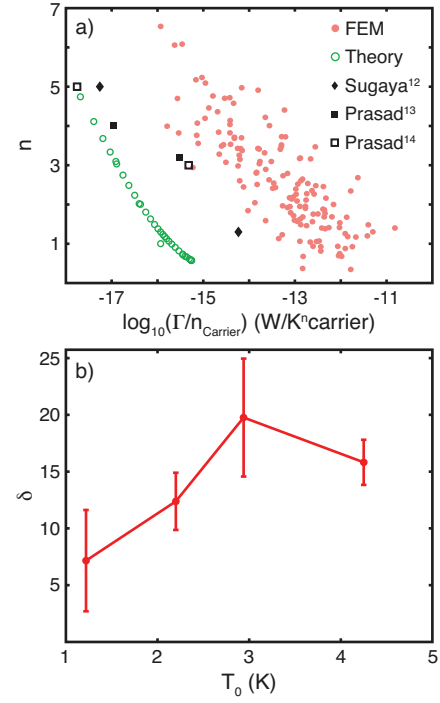 a)
FEM
Theory
Sugaya¹²
Prasad¹³
Prasad¹⁴
n
7
5
3
1
-17
-15
-13
-11
log₁₀(Γ/n_Carrier) (W/Kⁿcarrier)
b)
δ
25
20
15
10
5
1
2
3
4
5
T₀ (K)